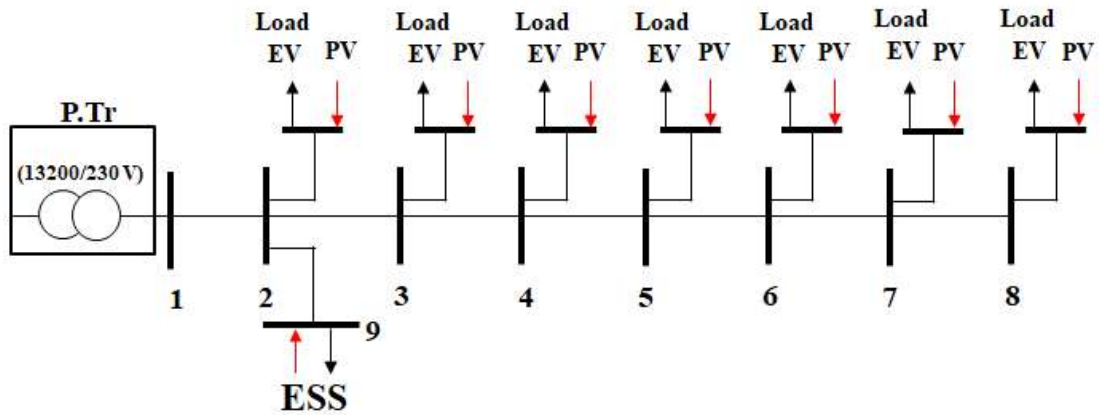 Load Load Load Load Load Load Load
EV PV EV PV EV PV EV PV EV PV EV PV EV PV
P.Tr
(13200/230 V)
1 2 3 4 5 6 7 8
9
ESS